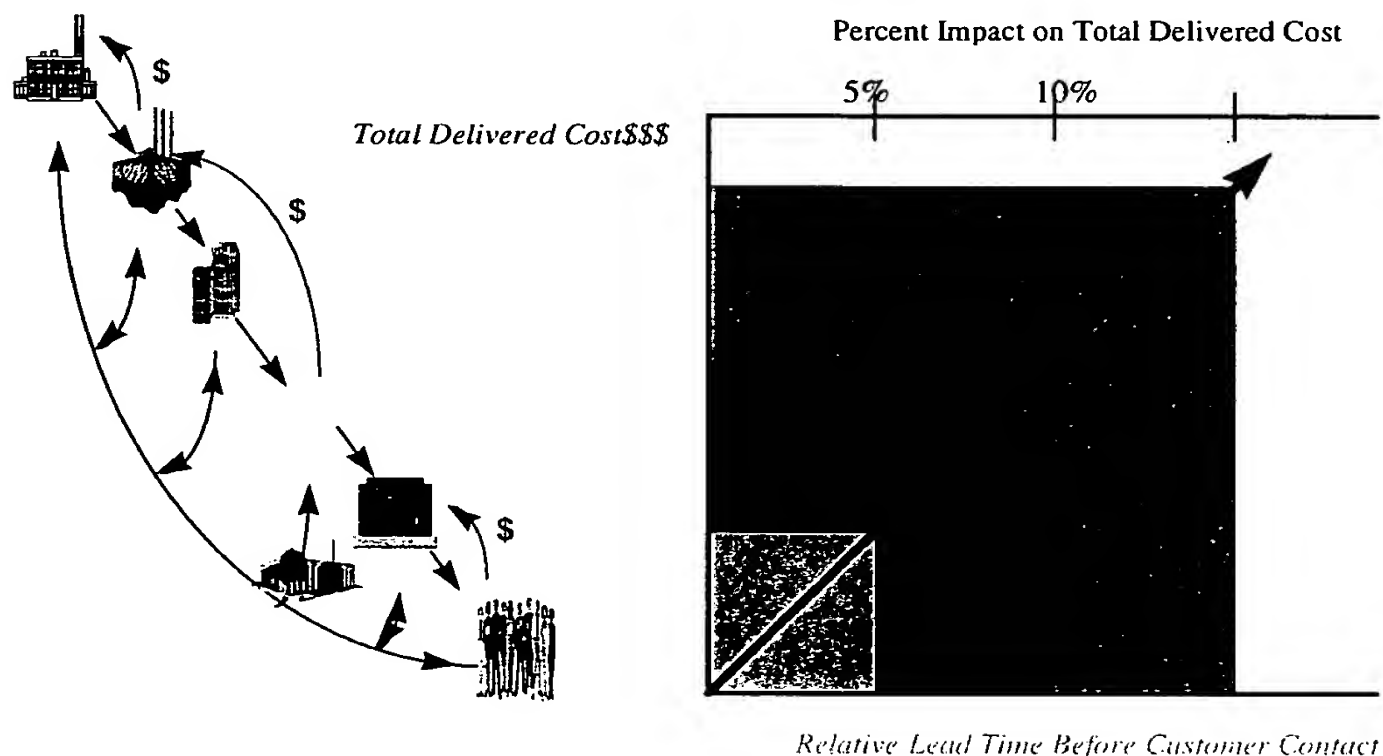 Percent Impact on Total Delivered Cost
$
5%
10%
Total Delivered Cost$$$
$
$
Relative Lead Time Before Customer Contact